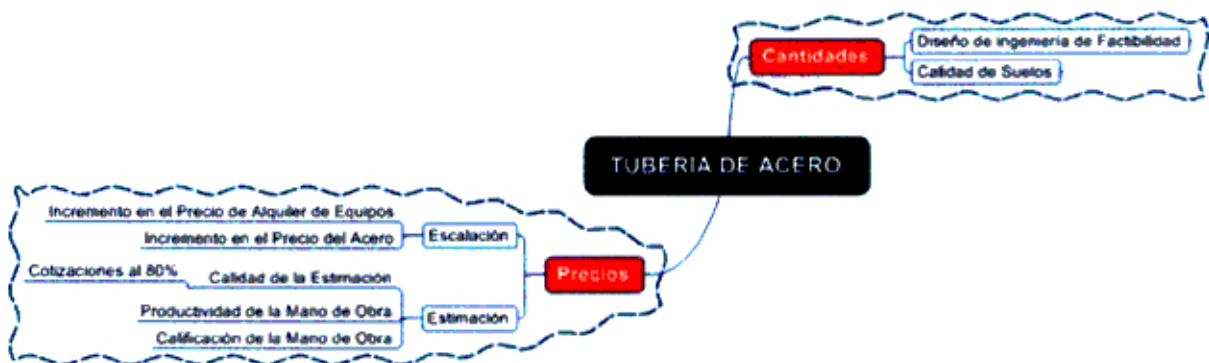 Cantidades
Diseño de ingeniería de Factibilidad
Calidad de Suelos
TUBERIA DE ACERO
Incremento en el Precio de Alquiler de Equipos
Incremento en el Precio del Acero
Escalación
Precios
Cotizaciones al 80%
Calidad de la Estimación
Productividad de la Mano de Obra
Estimación
Calificación de la Mano de Obra